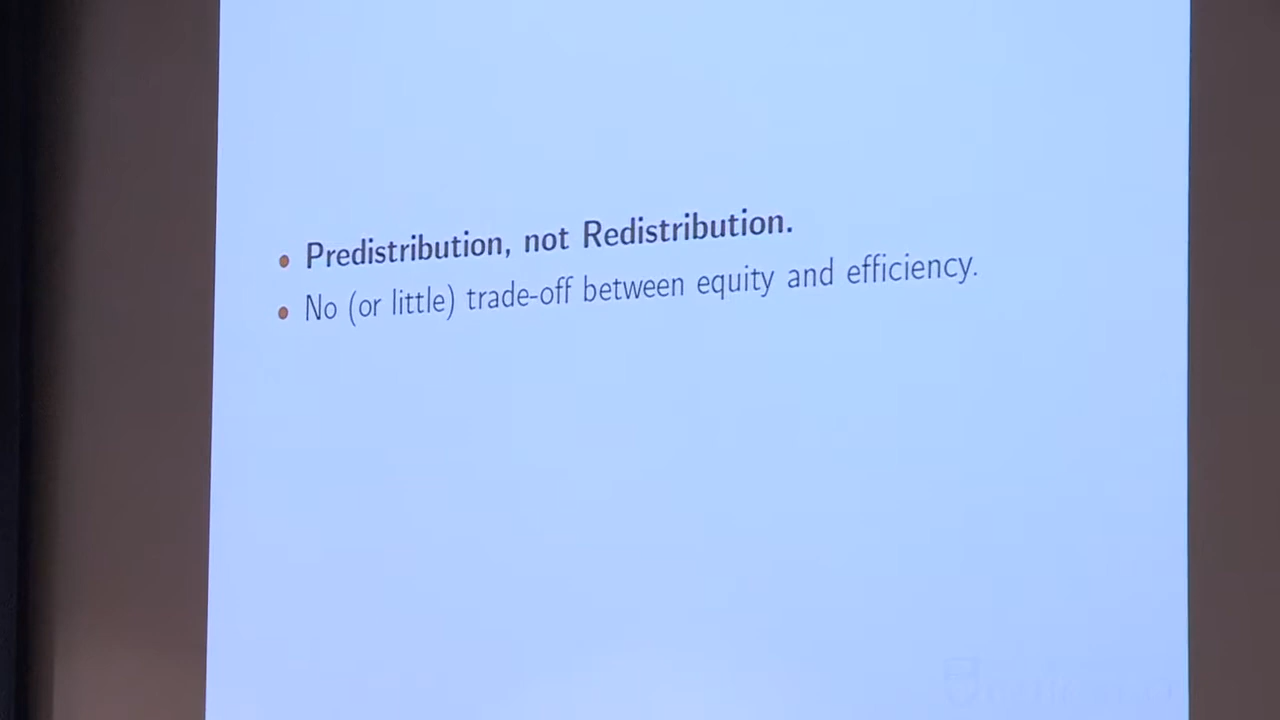 • Predistribution, not Redistribution.
• No (or little) trade-off between equity and efficiency.